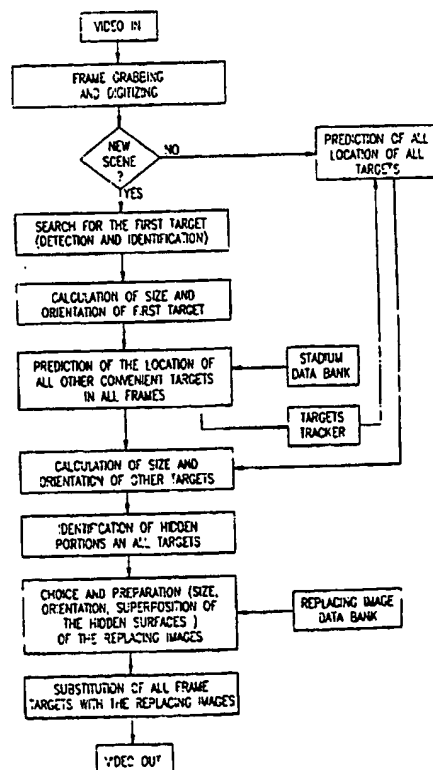 VIDEO IN
FRAME GRABBING
AND DIGITIZING
NEW
SCENE
?
NO
YES
PREDICTION OF ALL
LOCATION OF ALL
TARGETS
SEARCH FOR THE FIRST TARGET
(DETECTION AND IDENTIFICATION)
CALCULATION OF SIZE AND
ORIENTATION OF FIRST TARGET
PREDICTION OF THE LOCATION OF
ALL OTHER CONVENIENT TARGETS
IN ALL FRAMES
STADIUM
DATA BANK
TARGETS
TRACKER
CALCULATION OF SIZE AND
ORIENTATION OF OTHER TARGETS
IDENTIFICATION OF HIDDEN
PORTIONS AN ALL TARGETS
CHOICE AND PREPARATION (SIZE,
ORIENTATION, SUPERPOSITION OF
THE HIDDEN SURFACES )
OF THE REPLACING IMAGES
REPLACING IMAGE
DATA BANK
SUBSTITUTION OF ALL FRAME
TARGETS WITH THE REPLACING IMAGES
VIDEO OUT